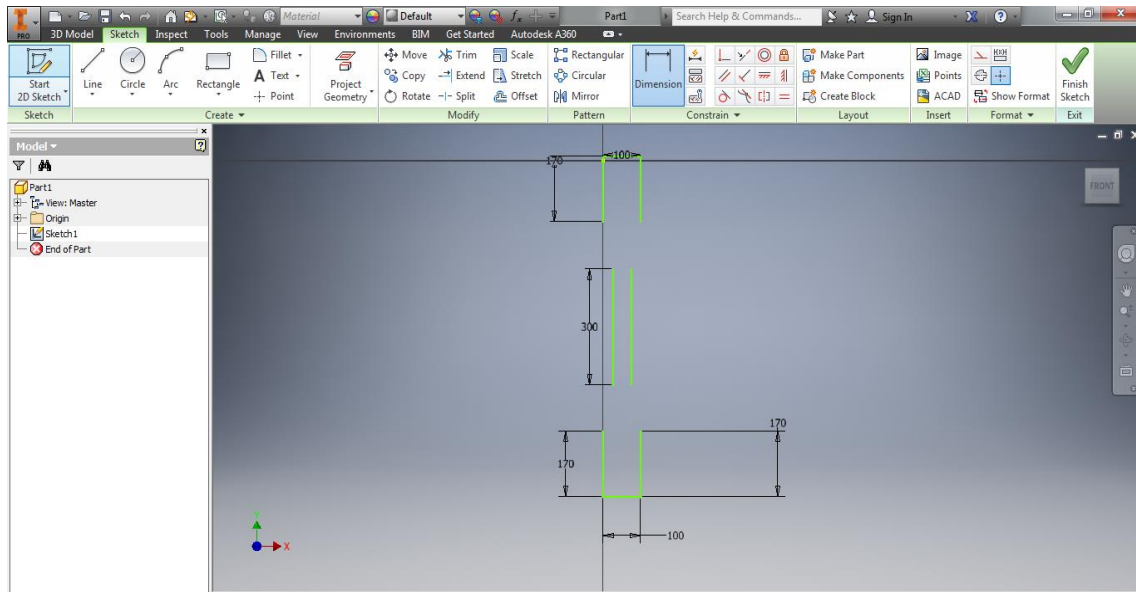 Material Default Part1 Search Help & Commands... Sign In
PRO 3D Model Sketch Inspect Tools Manage View Environments BIM Get Started Autodesk A360
Start 2D Sketch
Line
Circle
Arc
Rectangle
Fillet
Text
Point
Project Geometry
Move Trim Scale
Copy Extend Stretch
Rotate Split Offset
Rectangular
Circular
Mirror
Dimension
Make Part
Make Components
Create Block
Image
Points
ACAD
Show Format
Finish Sketch
Sketch Create Modify Pattern Constrain Layout Insert Format Exit
Model
Part1
View: Master
Origin
Sketch1
End of Part
100
170
FRONT
300
170
170
100
Y
X